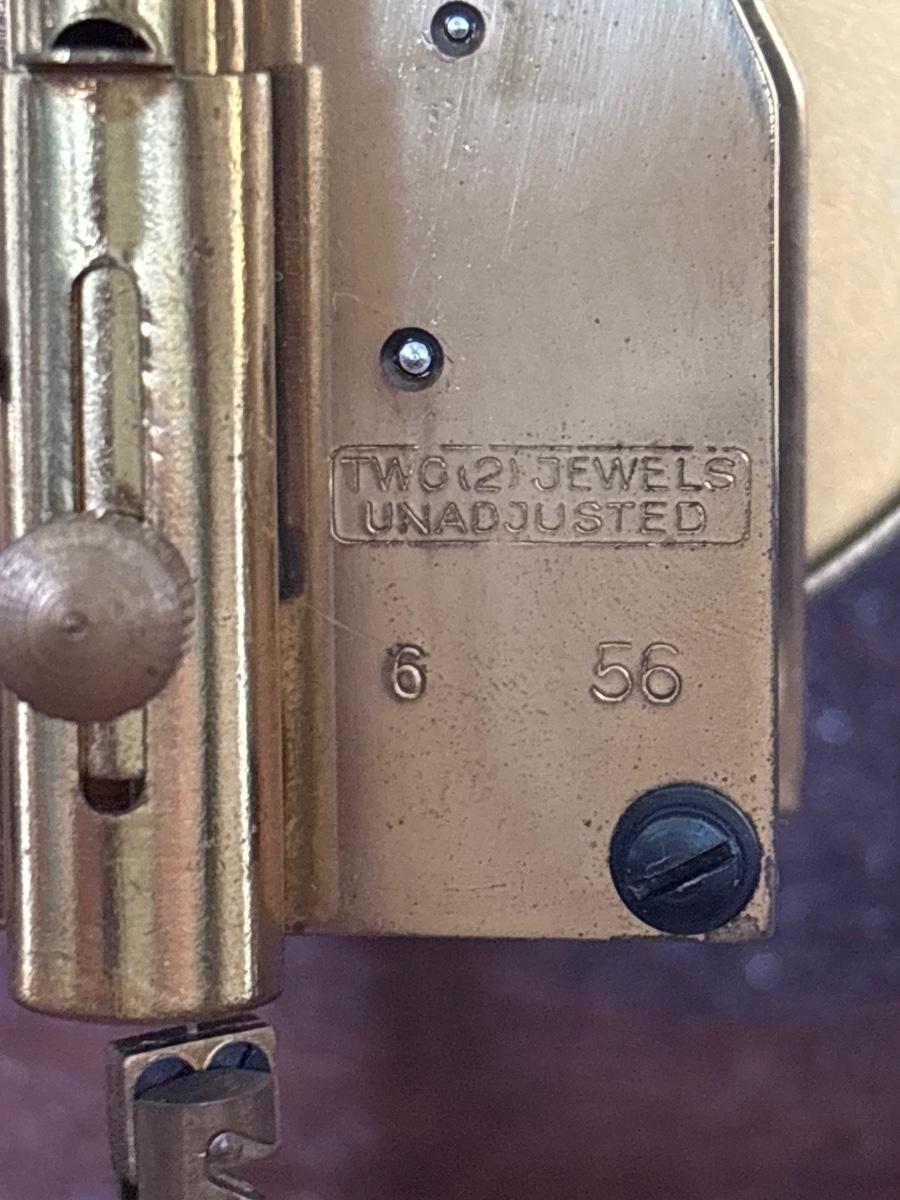 TWO (2) JEWELS
UNADJUSTED
6 56